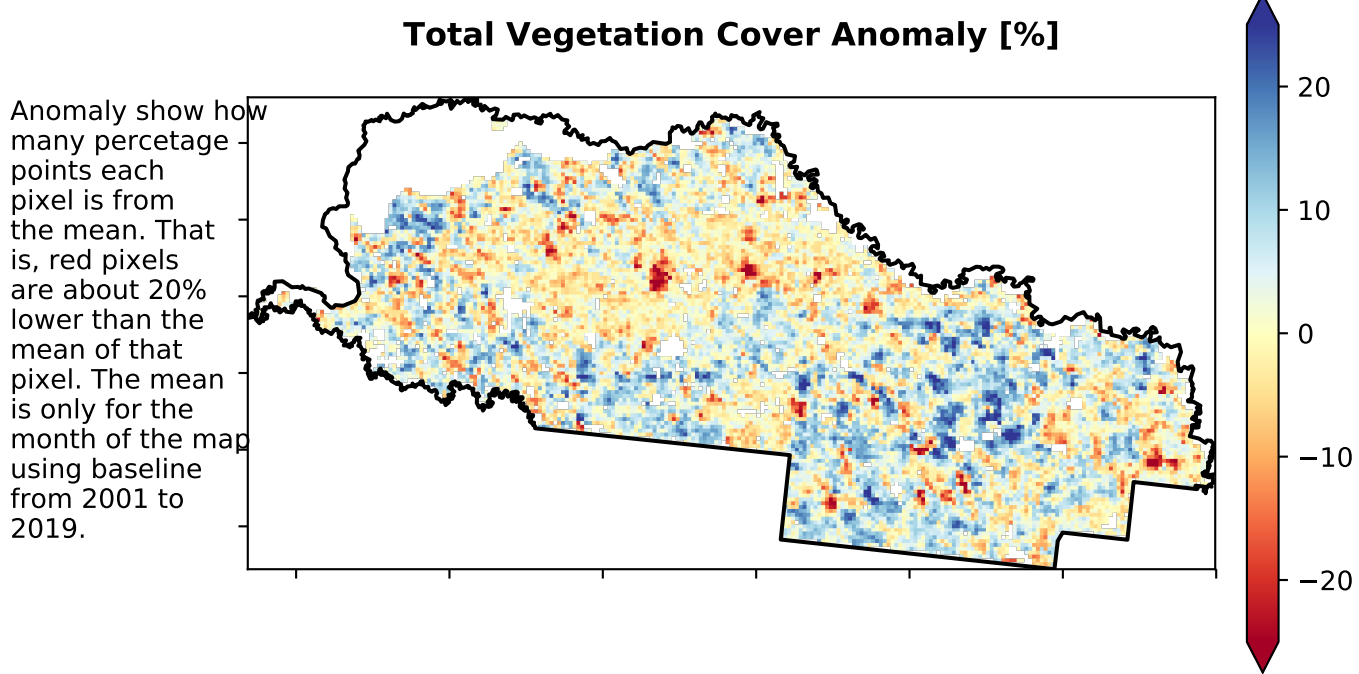 Total Vegetation Cover Anomaly [%]
Anomaly show how
many percetage
points each
pixel is from
the mean. That
is, red pixels
are about 20%
lower than the
mean of that
pixel. The mean
is only for the
month of the map
using baseline
from 2001 to
2019.
20
10
0
−10
−20